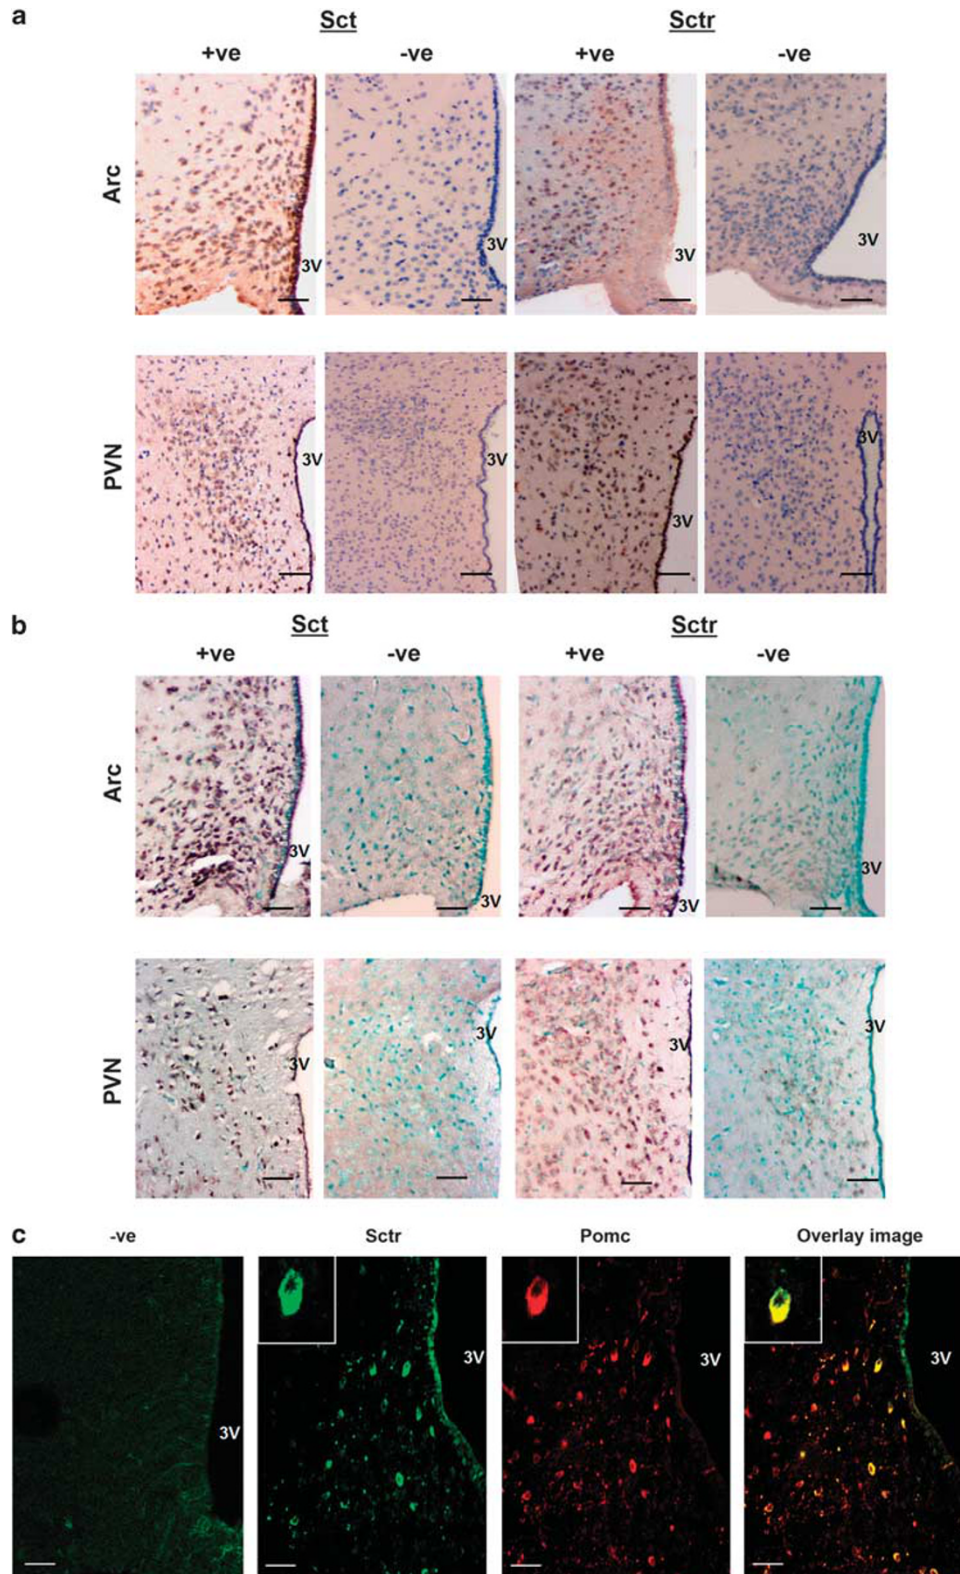 a
Sct Sctr
+ve -ve +ve -ve
Arc
3V 3V 3V 3V
PVN
3V 3V 3V 3V
b
Sct Sctr
+ve -ve +ve -ve
Arc
3V 3V 3V 3V
PVN
3V 3V 3V 3V
c
-ve Sctr Pomc Overlay image
3V 3V 3V 3V